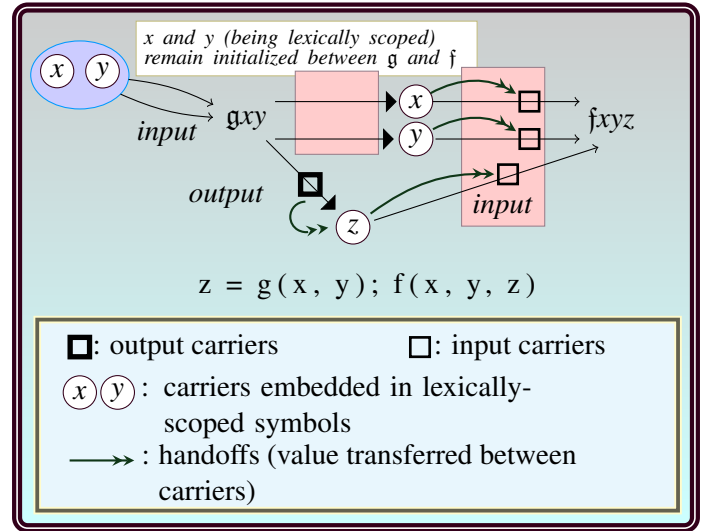 x and y (being lexically scoped)
remain initialized between 𝔤 and 𝔣
x y
input
𝔤xy
x
y
𝔣xyz
output
input
z
z = g(x, y); f(x, y, z)
: output carriers
: input carriers
x y : carriers embedded in lexically-
scoped symbols
: handoffs (value transferred between
carriers)